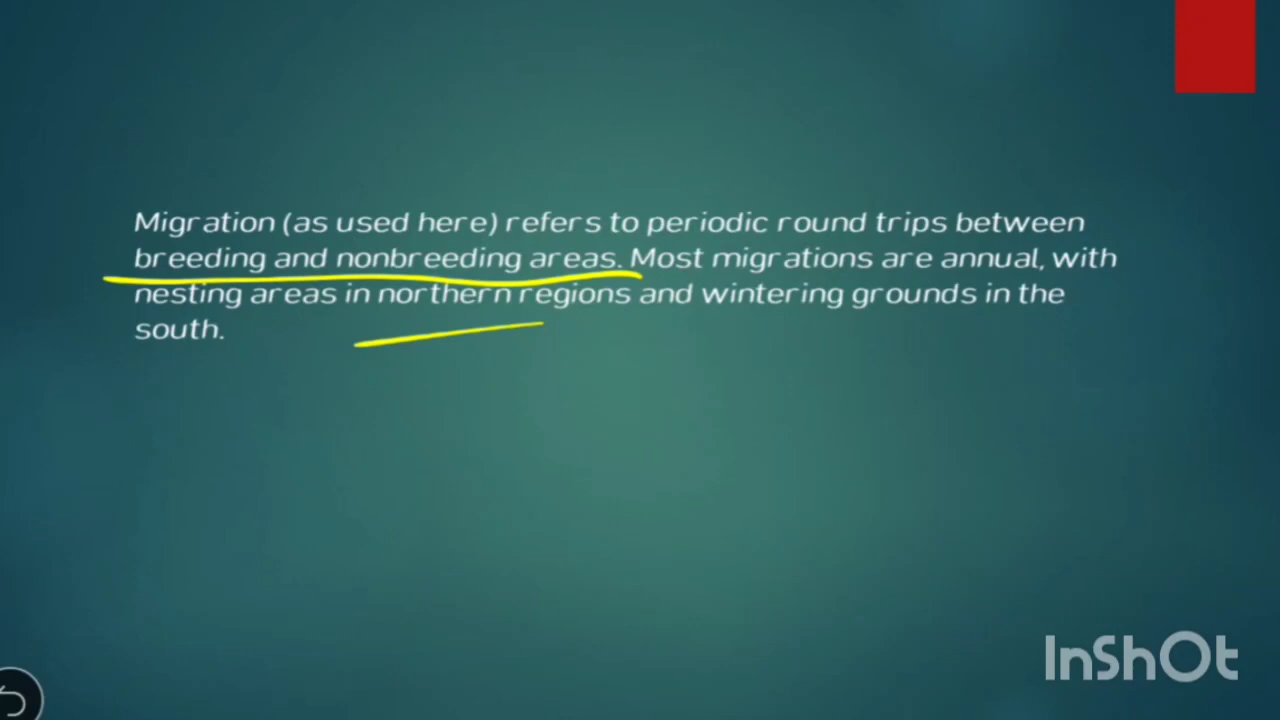 Migration (as used here) refers to periodic round trips between
breeding and nonbreeding areas. Most migrations are annual, with
nesting areas in northern regions and wintering grounds in the
south.
InShOt